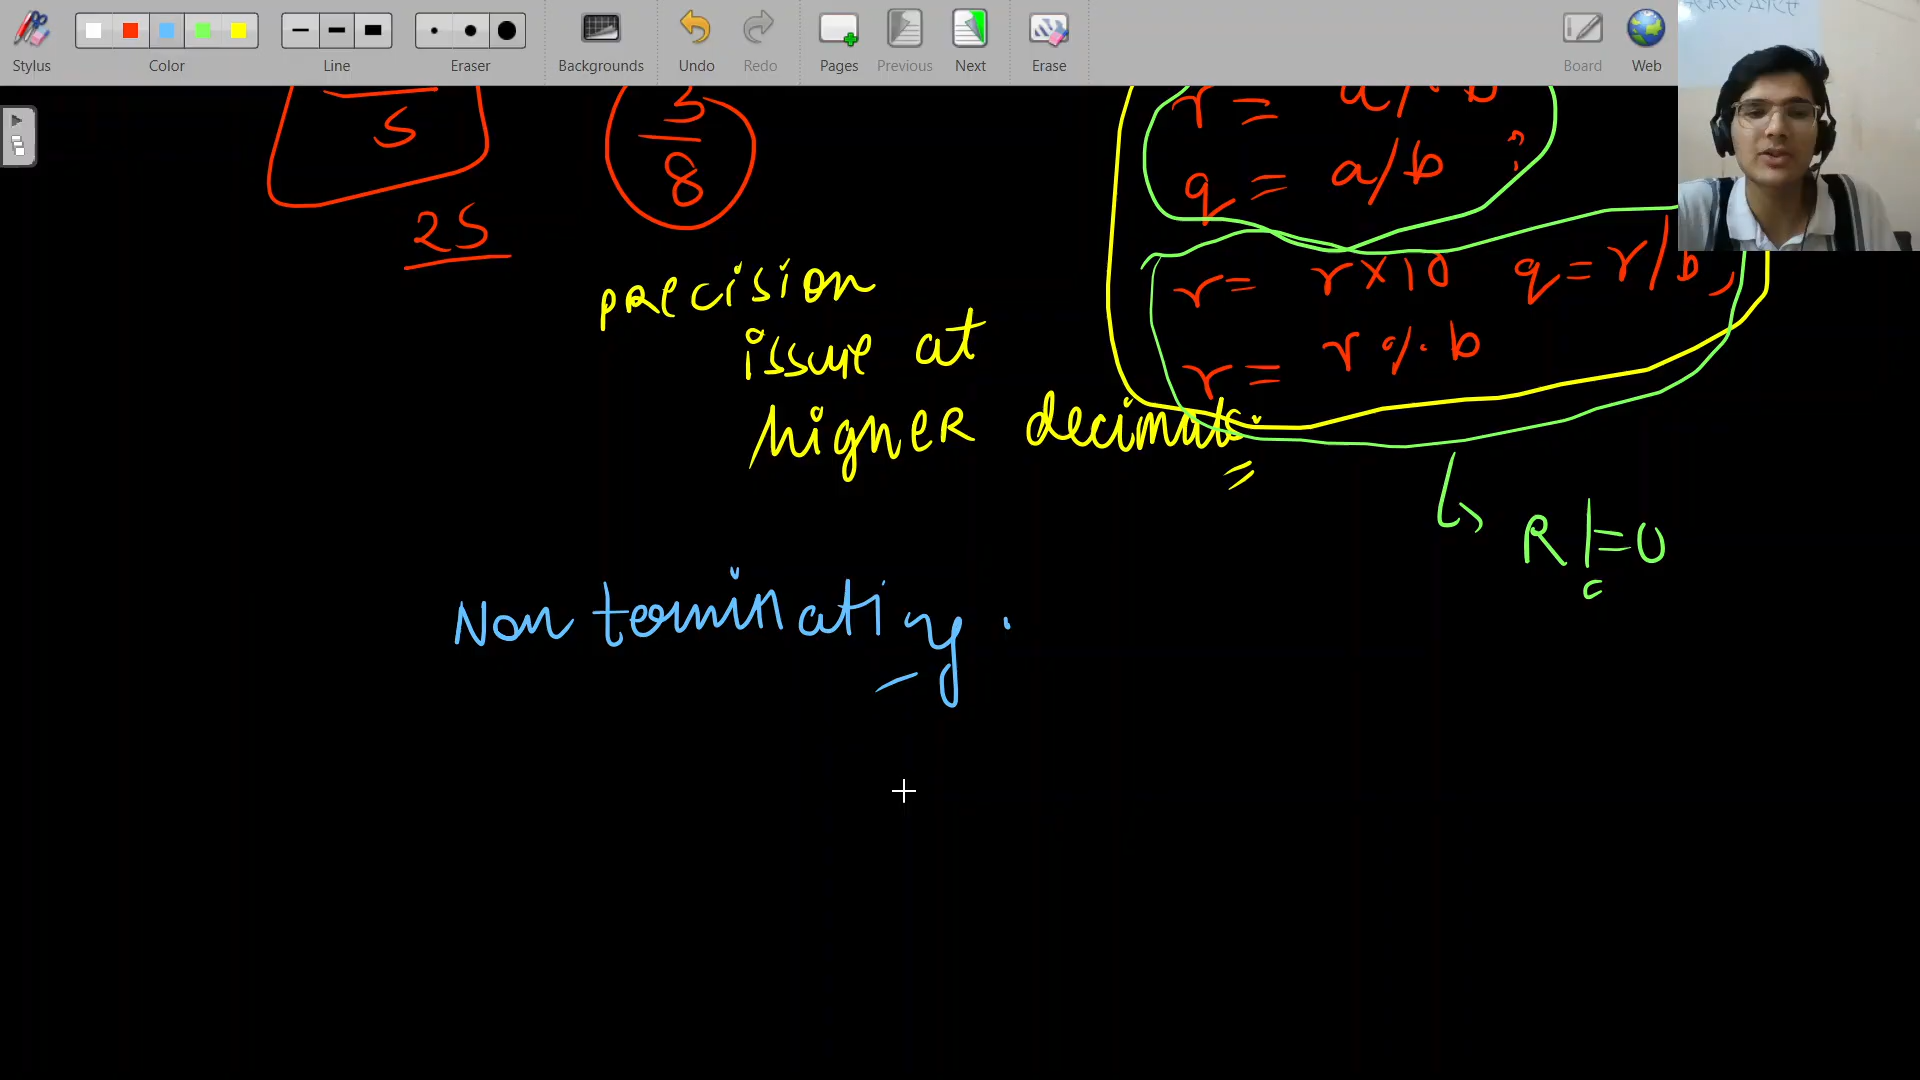 Stylus
Color
Line
Eraser
Backgrounds
Undo
Redo
Pages
Previous
Next
Erase
Board
Web
5
3
8
25
r = a % b
q = a/b ;
r = r×10 q = r/b,
r = r % b
precision
issue at
higher decimals.
R != 0
Non terminating.